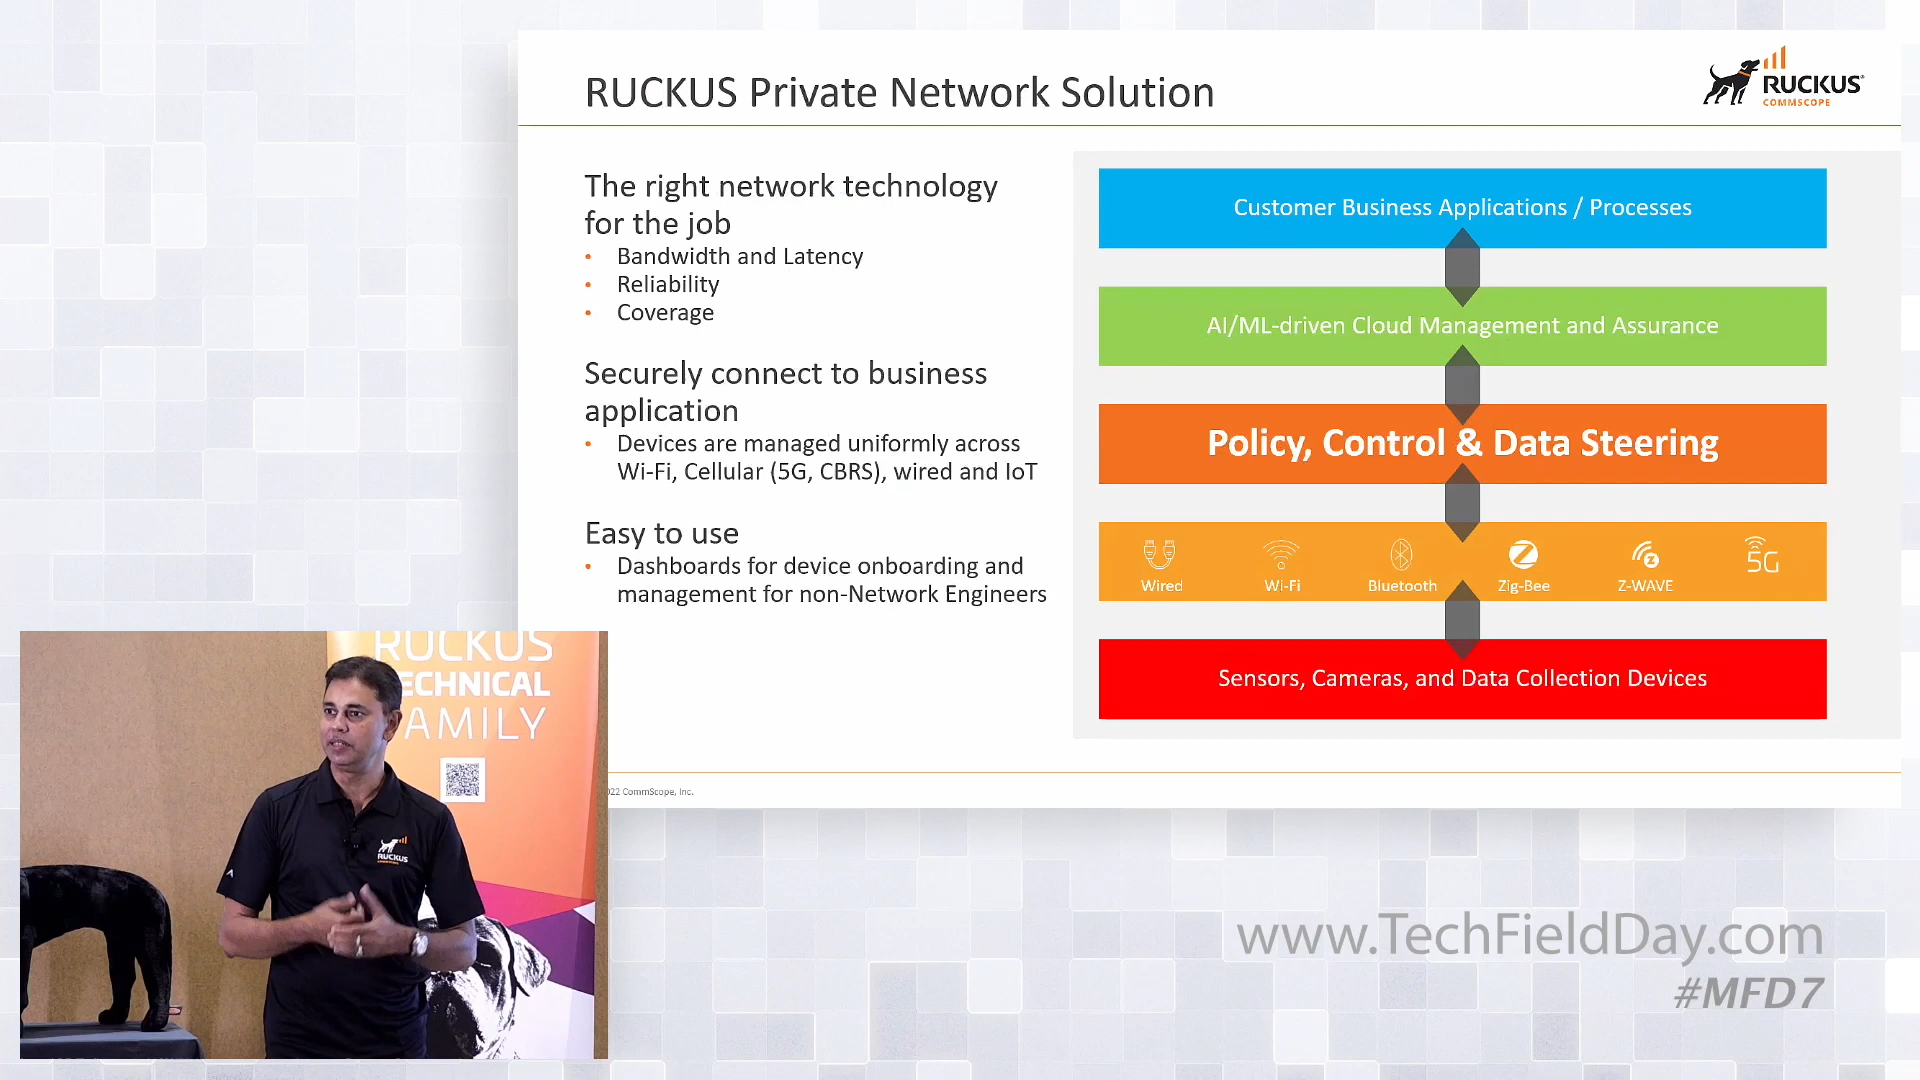 RUCKUS Private Network Solution
RUCKUS®
COMMSCOPE
The right network technology
for the job
• Bandwidth and Latency
• Reliability
• Coverage
Securely connect to business
application
• Devices are managed uniformly across
Wi-Fi, Cellular (5G, CBRS), wired and IoT
Easy to use
• Dashboards for device onboarding and
management for non-Network Engineers
Customer Business Applications / Processes
AI/ML-driven Cloud Management and Assurance
Policy, Control & Data Steering
Wired
Wi-Fi
Bluetooth
Zig-Bee
Z-WAVE
5G
Sensors, Cameras, and Data Collection Devices
22 CommScope, Inc.
RUCKUS
ECHNICAL
AMILY
RUCKUS
www.TechFieldDay.com
#MFD7